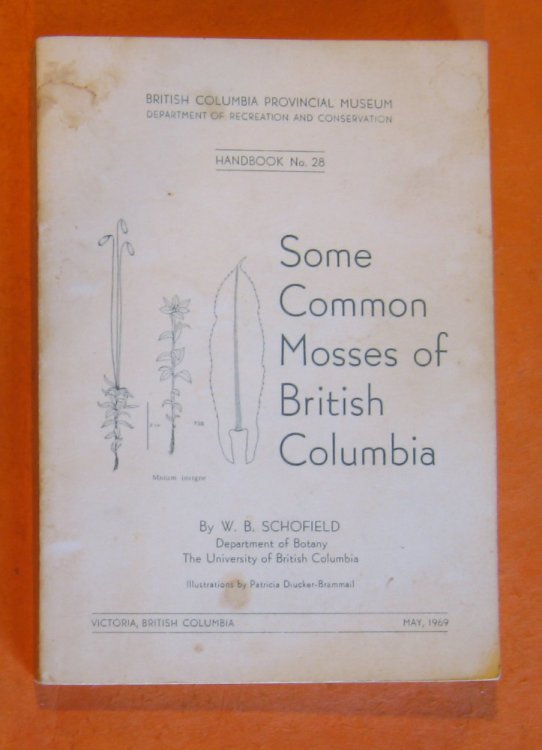 BRITISH COLUMBIA PROVINCIAL MUSEUM
DEPARTMENT OF RECREATION AND CONSERVATION
HANDBOOK No. 28
Some
Common
Mosses of
British
Columbia
Mnium insigne
By W. B. SCHOFIELD
Department of Botany
The University of British Columbia
Illustrations by Patricia Drucker-Brammall
VICTORIA, BRITISH COLUMBIA
MAY, 1969